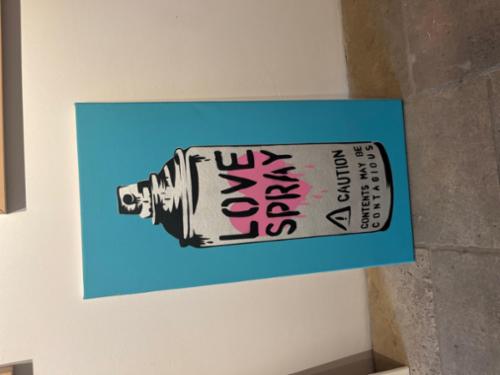 LOVE
SPRAY
CAUTION
CONTENTS MAY BE
CONTAGIOUS